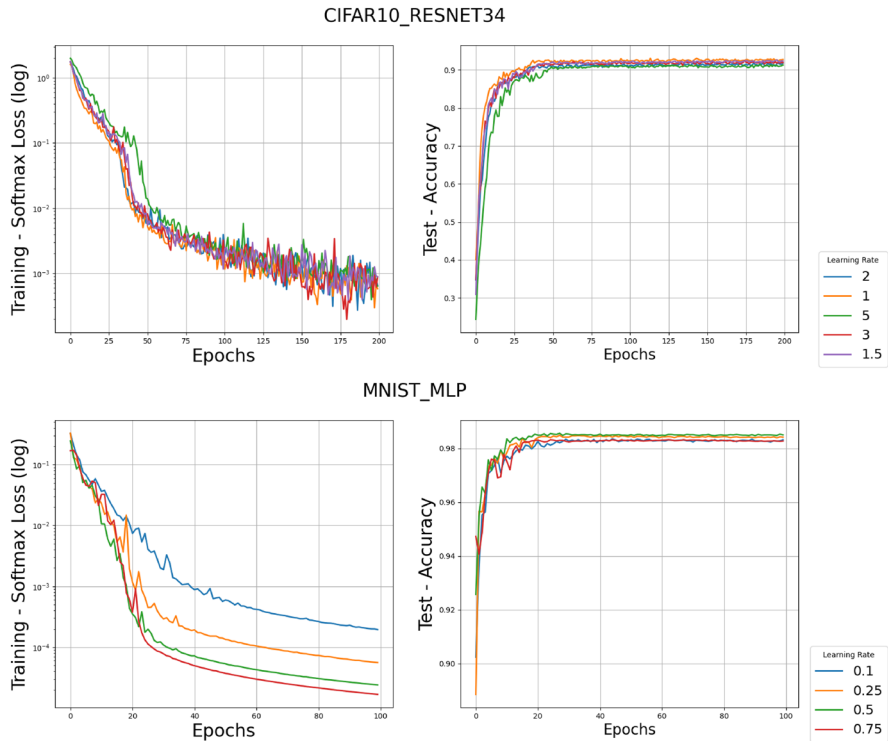 CIFAR10_RESNET34
Training - Softmax Loss (log)
10⁰
10⁻¹
10⁻²
10⁻³
0 25 50 75 100 125 150 175 200
Epochs
Test - Accuracy
0.9
0.8
0.7
0.6
0.5
0.4
0.3
0 25 50 75 100 125 150 175 200
Epochs
Learning Rate
2
1
5
3
1.5
MNIST_MLP
Training - Softmax Loss (log)
10⁻¹
10⁻²
10⁻³
10⁻⁴
0 20 40 60 80 100
Epochs
Test - Accuracy
0.98
0.96
0.94
0.92
0.90
0 20 40 60 80 100
Epochs
Learning Rate
0.1
0.25
0.5
0.75